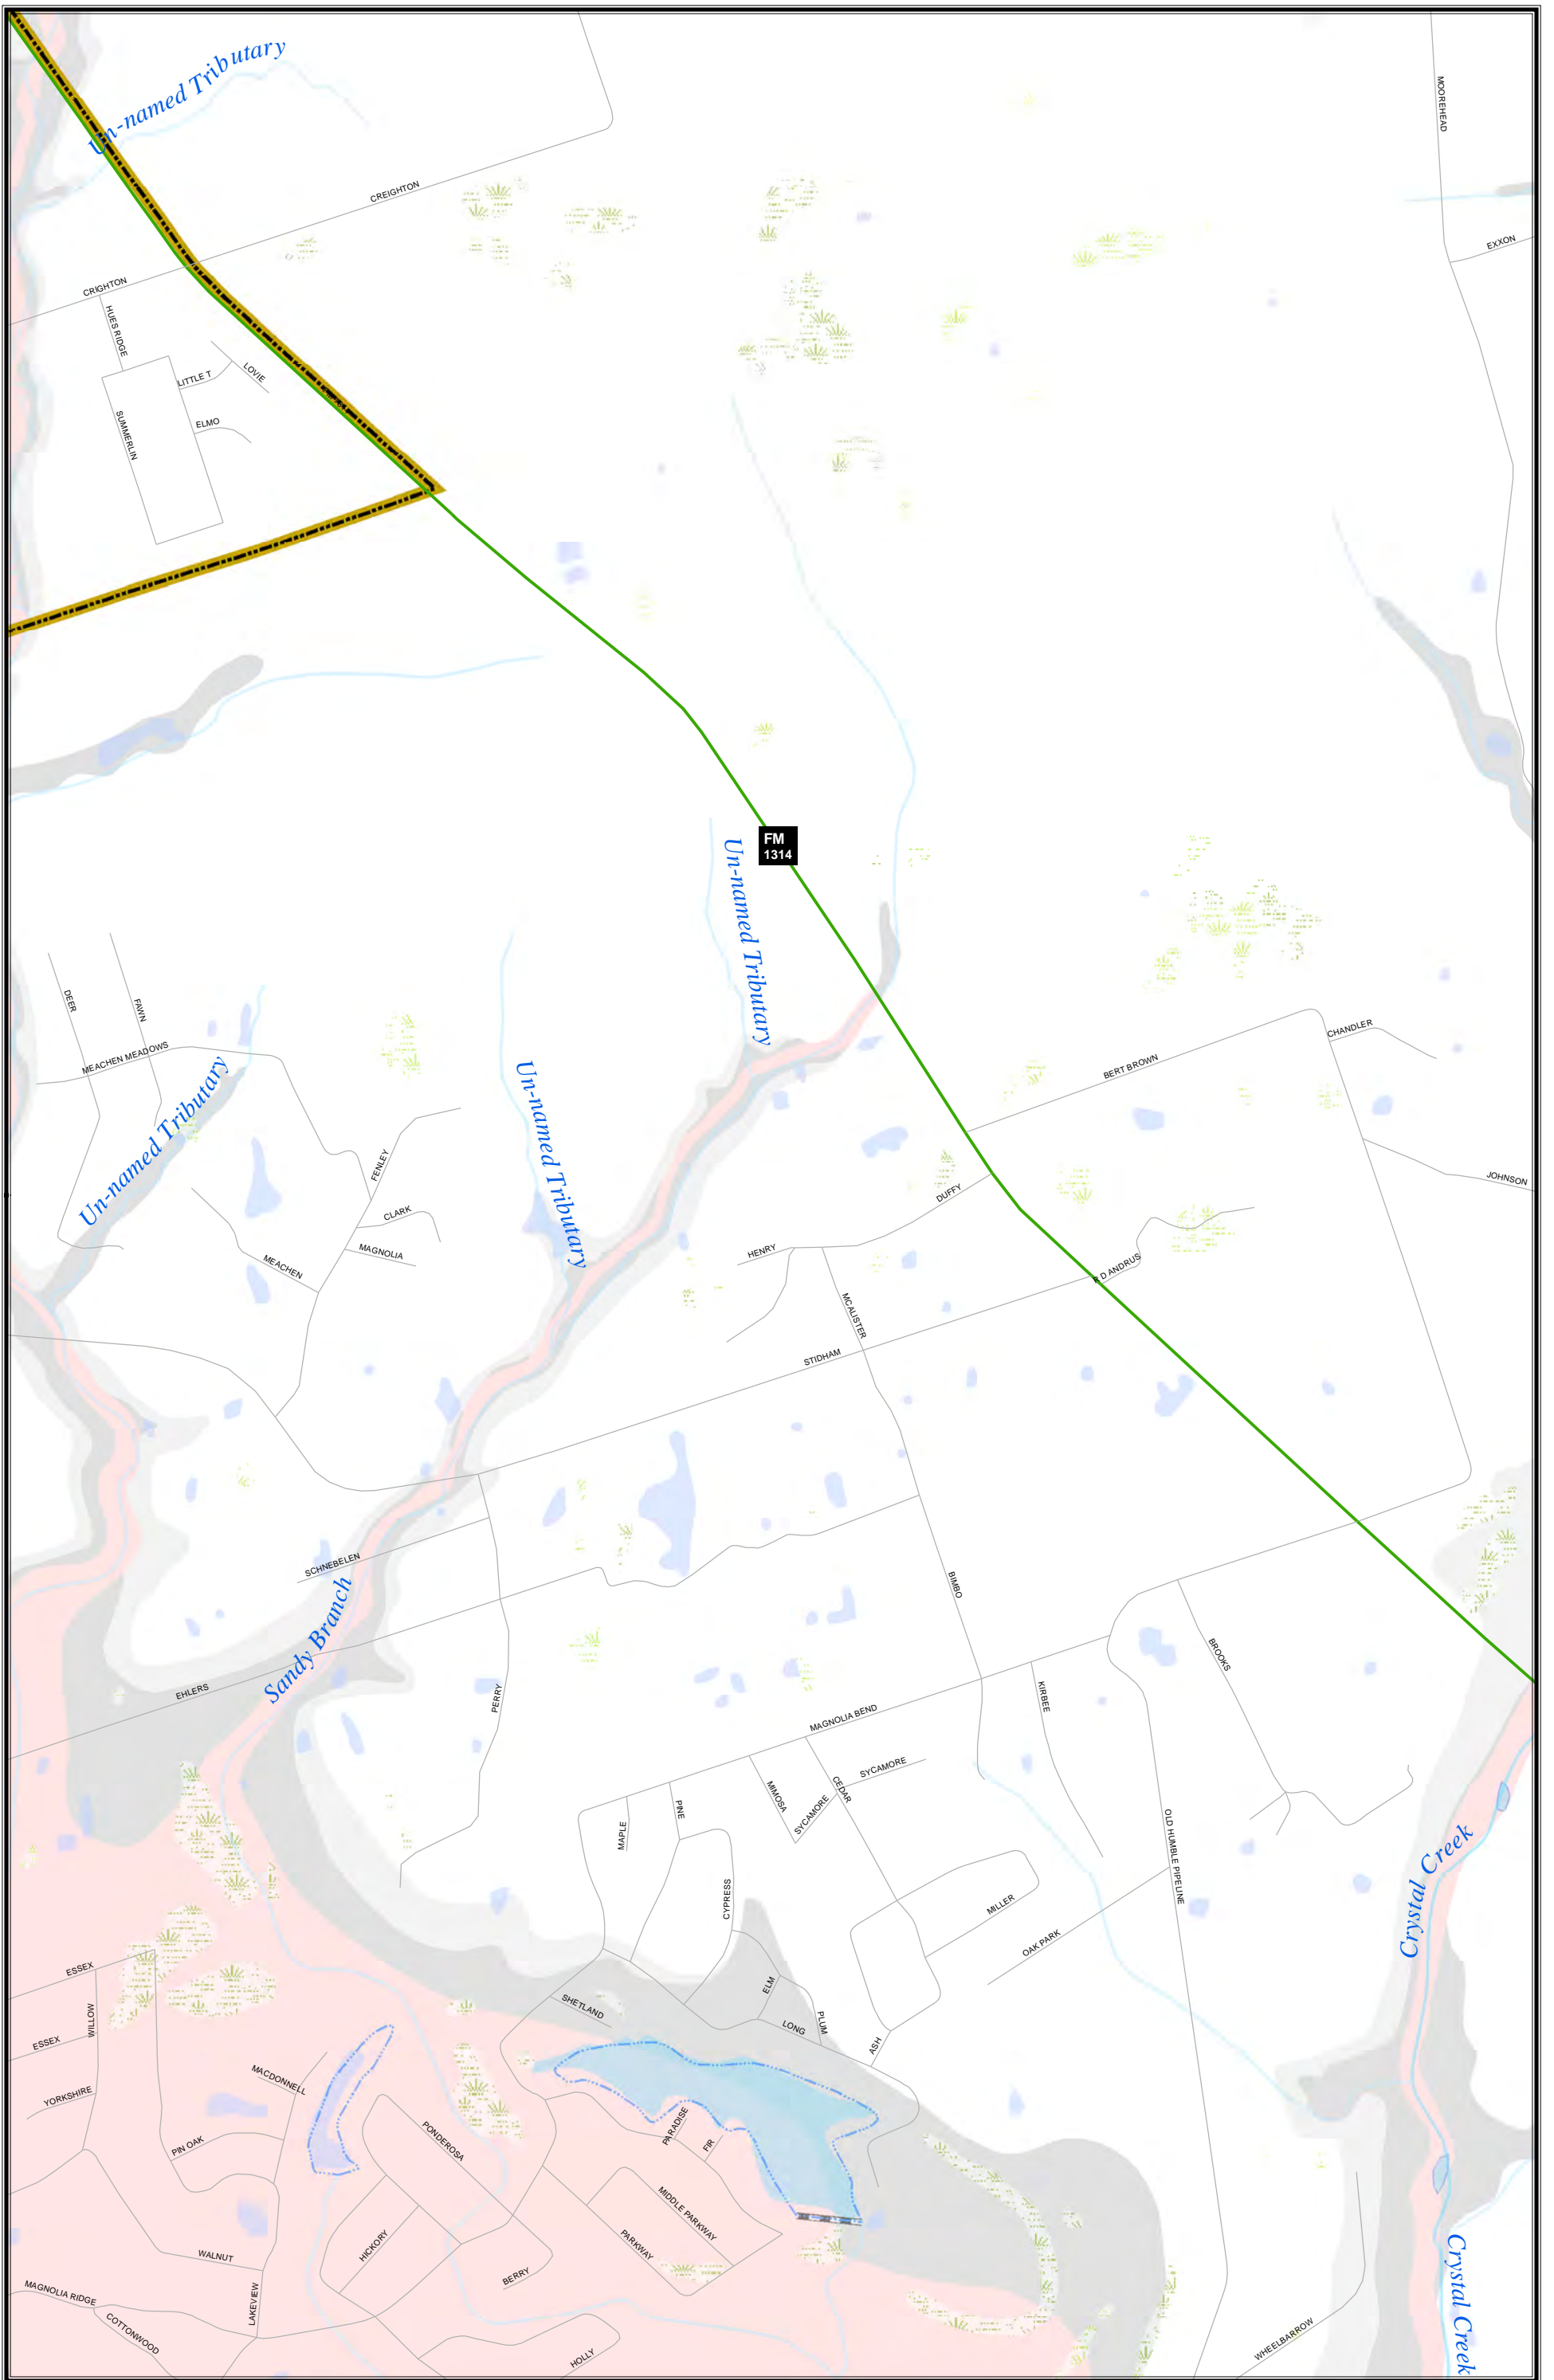 Un-named Tributary
MOOREHEAD
CREIGHTON
EXXON
CRIGHTON
HUES RIDGE
LITTLE T
LOVIE
SUMMERLIN
ELMO
FM
1314
Un-named Tributary
DEER
FAWN
MEACHEN MEADOWS
CHANDLER
BERT BROWN
Un-named Tributary
Un-named Tributary
FENLEY
JOHNSON
DUFFY
CLARK
MAGNOLIA
HENRY
MEACHEN
R D ANDRUS
MCALISTER
STIDHAM
SCHNEBELEN
BIMBO
Sandy Branch
BROOKS
EHLERS
PERRY
KIRBEE
MAGNOLIA BEND
SYCAMORE
MIMOSA
CEDAR
PINE
SYCAMORE
MAPLE
OLD HUMBLE PIPELINE
Crystal Creek
CYPRESS
MILLER
OAK PARK
ESSEX
ELM
SHETLAND
WILLOW
PLUM
LONG
ESSEX
ASH
MACDONNELL
YORKSHIRE
PARADISE
PONDEROSA
FIR
PIN OAK
MIDDLE PARKWAY
HICKORY
PARKWAY
WALNUT
BERRY
MAGNOLIA RIDGE
LAKEVIEW
COTTONWOOD
Crystal Creek
WHEELBARROW
HOLLY